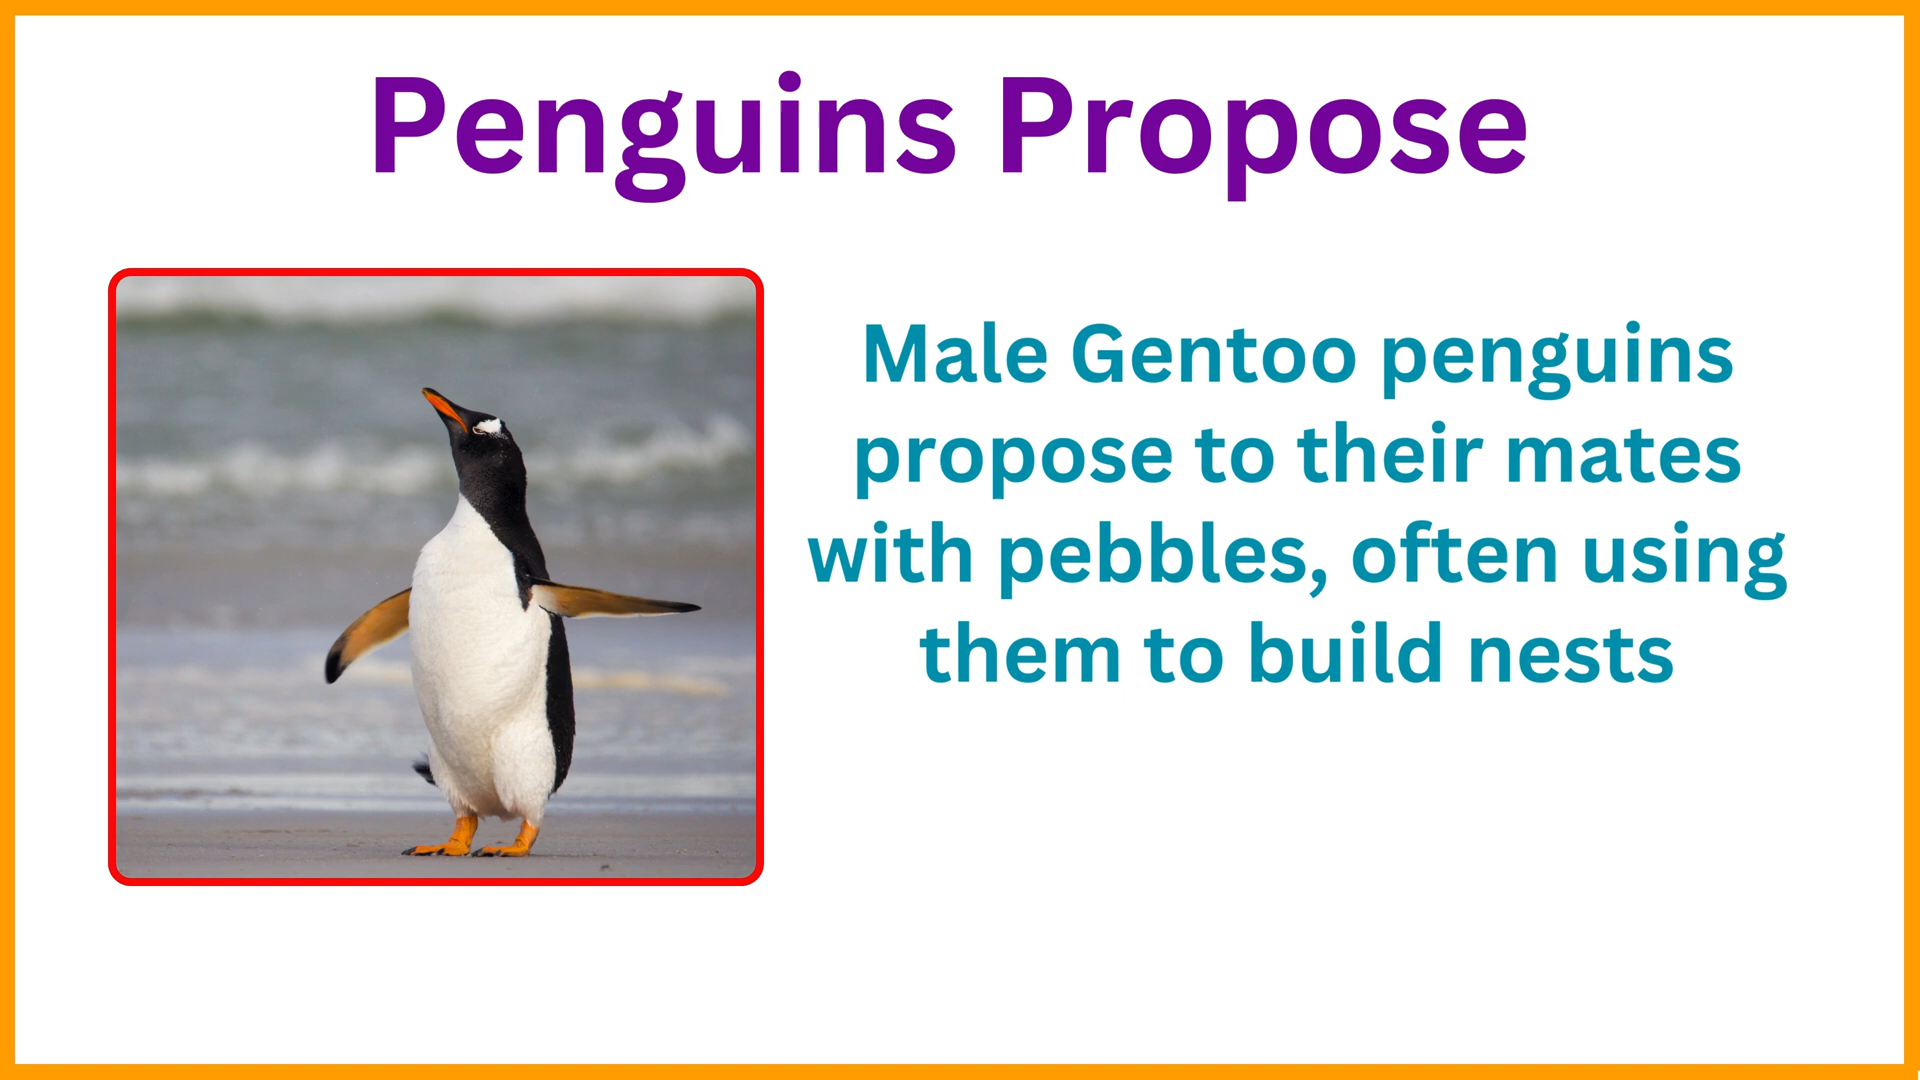 Penguins Propose
Male Gentoo penguins
propose to their mates
with pebbles, often using
them to build nests